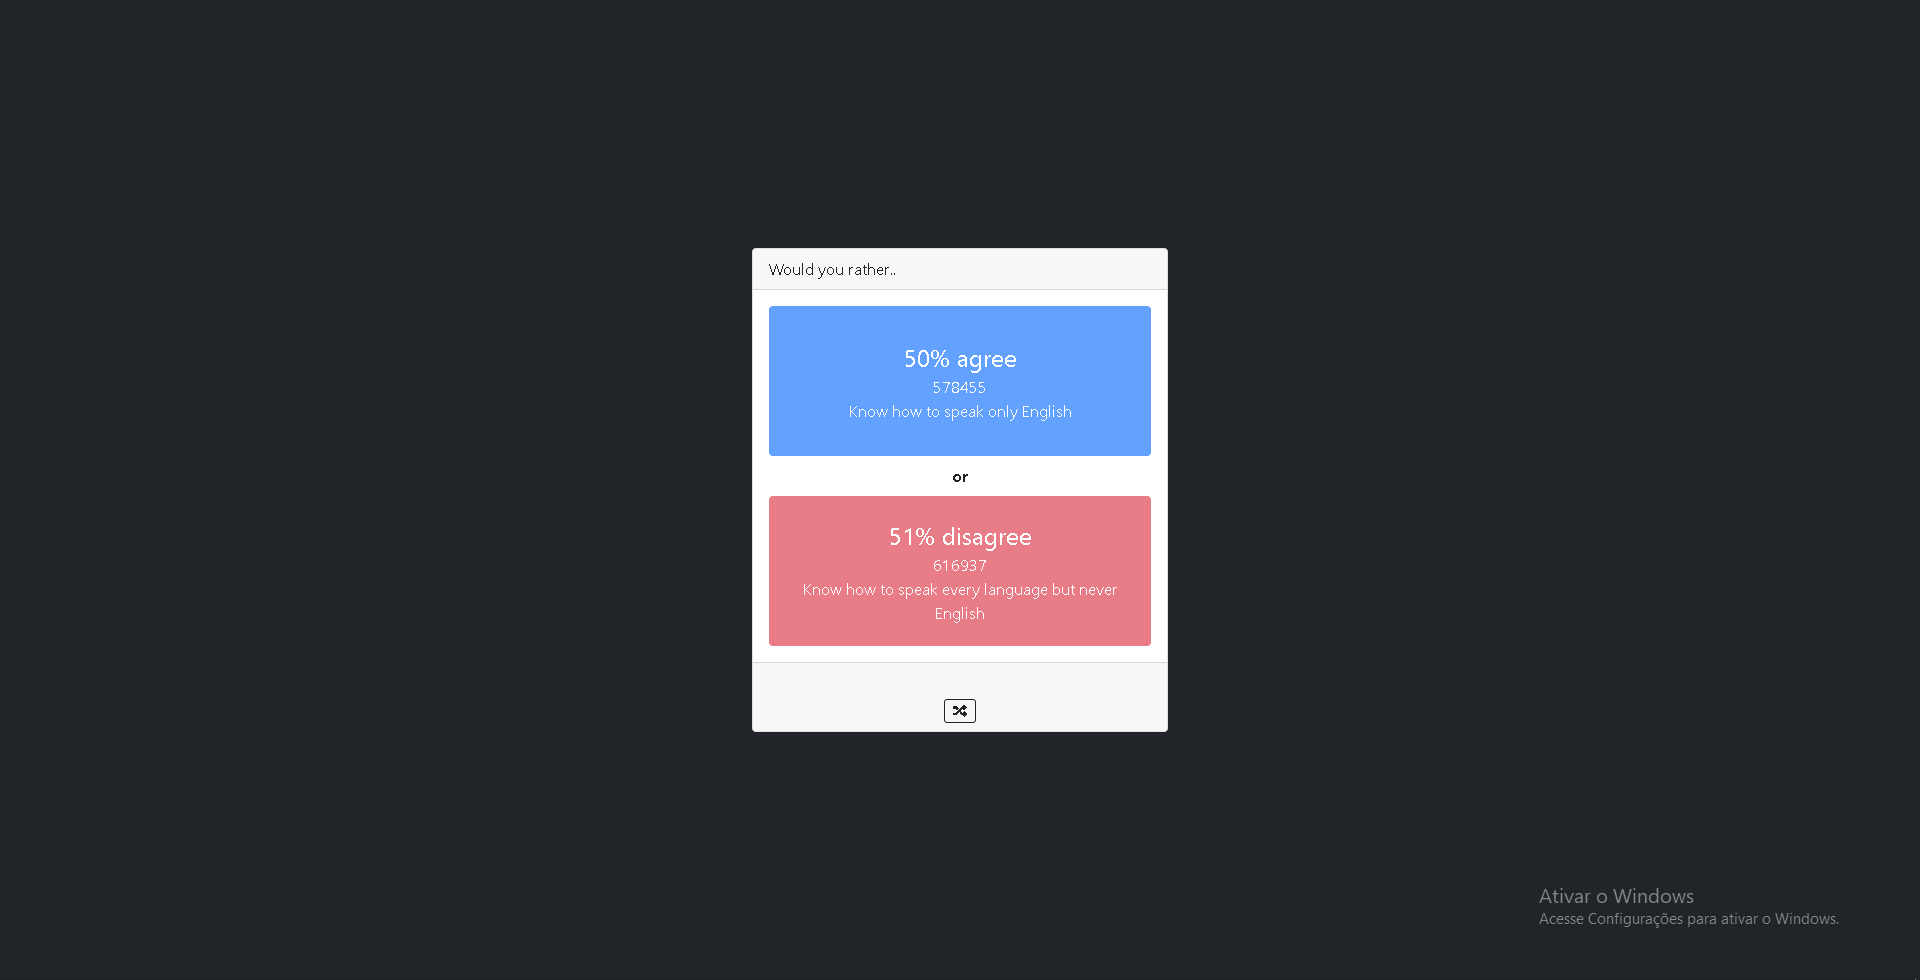 Would you rather..
50% agree
578455
Know how to speak only English
or
51% disagree
616937
Know how to speak every language but never
English
Ativar o Windows
Acesse Configurações para ativar o Windows.